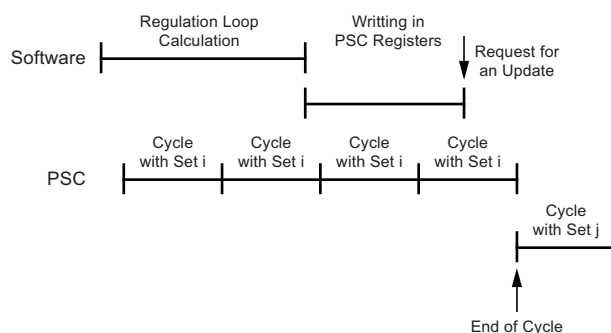 Regulation Loop
Calculation
Writting in
PSC Registers
Software
Request for
an Update
Cycle
with Set i
Cycle
with Set i
Cycle
with Set i
Cycle
with Set i
PSC
Cycle
with Set j
End of Cycle